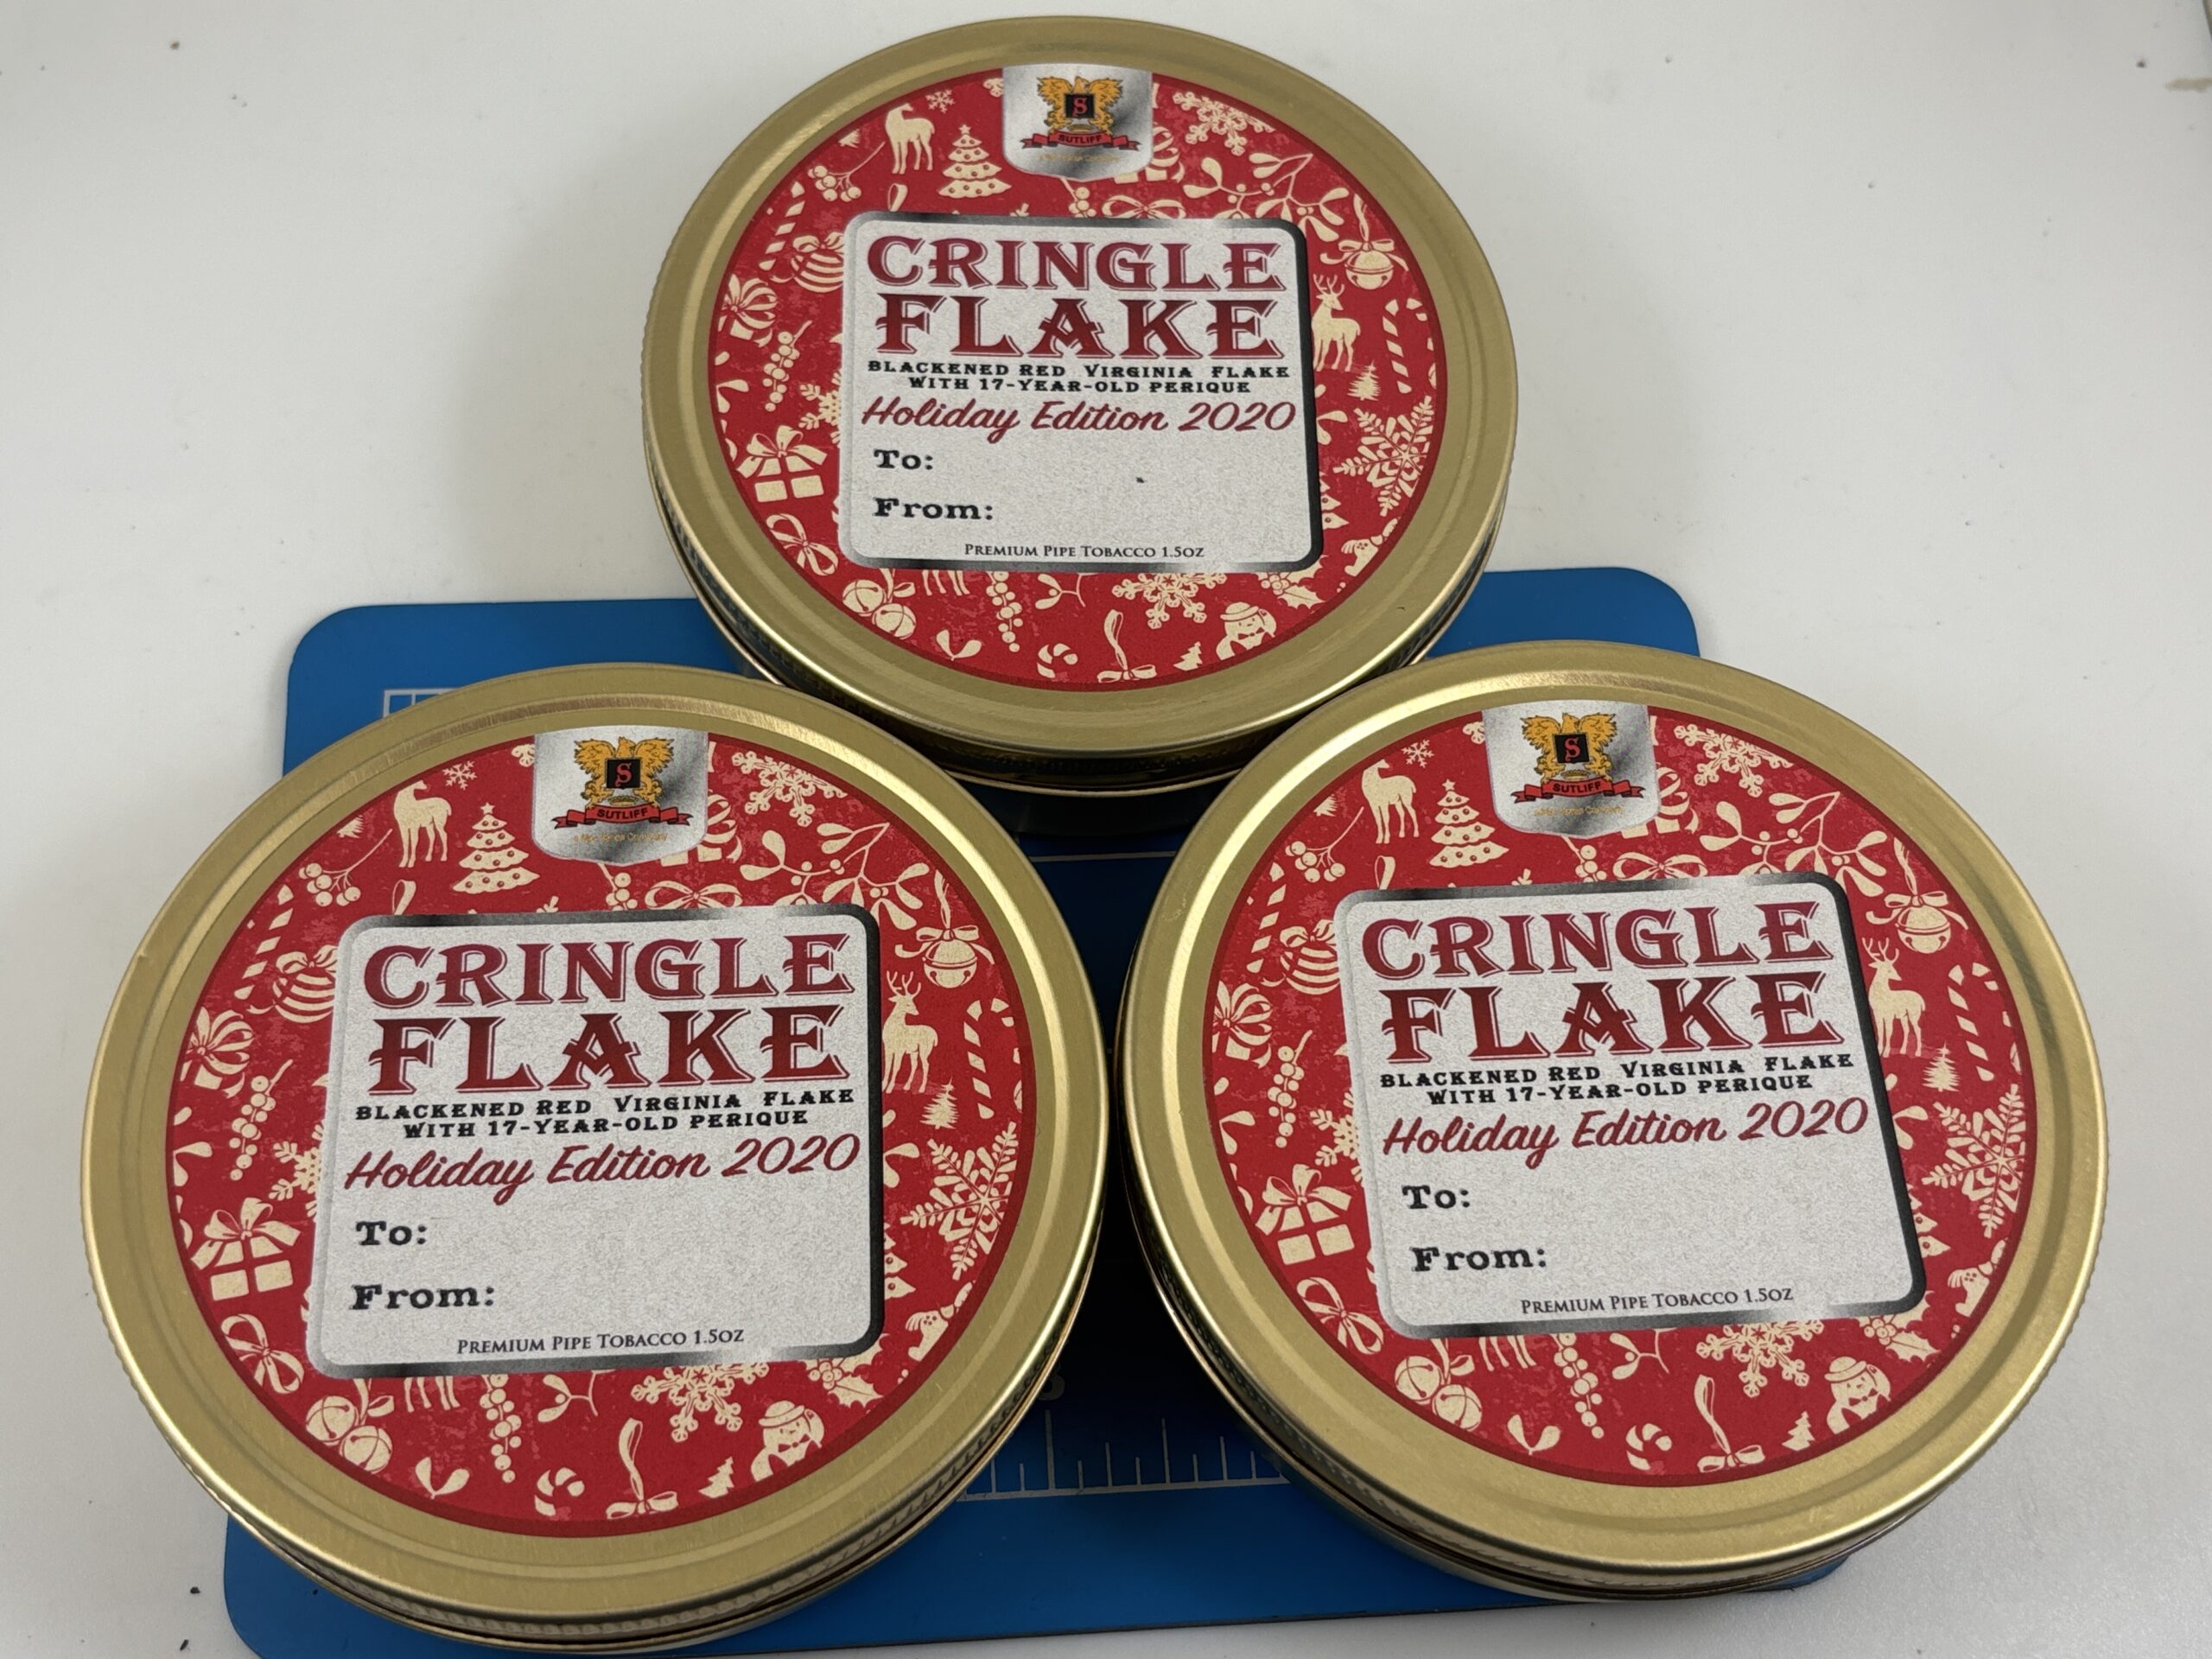 S
SUTLIFF
CRINGLE
FLAKE
BLACKENED RED VIRGINIA FLAKE
WITH 17-YEAR-OLD PERIQUE
Holiday Edition 2020
To:
From:
PREMIUM PIPE TOBACCO 1.5OZ
S
SUTLIFF
CRINGLE
FLAKE
BLACKENED RED VIRGINIA FLAKE
WITH 17-YEAR-OLD PERIQUE
Holiday Edition 2020
To:
From:
PREMIUM PIPE TOBACCO 1.5OZ
S
SUTLIFF
CRINGLE
FLAKE
BLACKENED RED VIRGINIA FLAKE
WITH 17-YEAR-OLD PERIQUE
Holiday Edition 2020
To:
From:
PREMIUM PIPE TOBACCO 1.5OZ